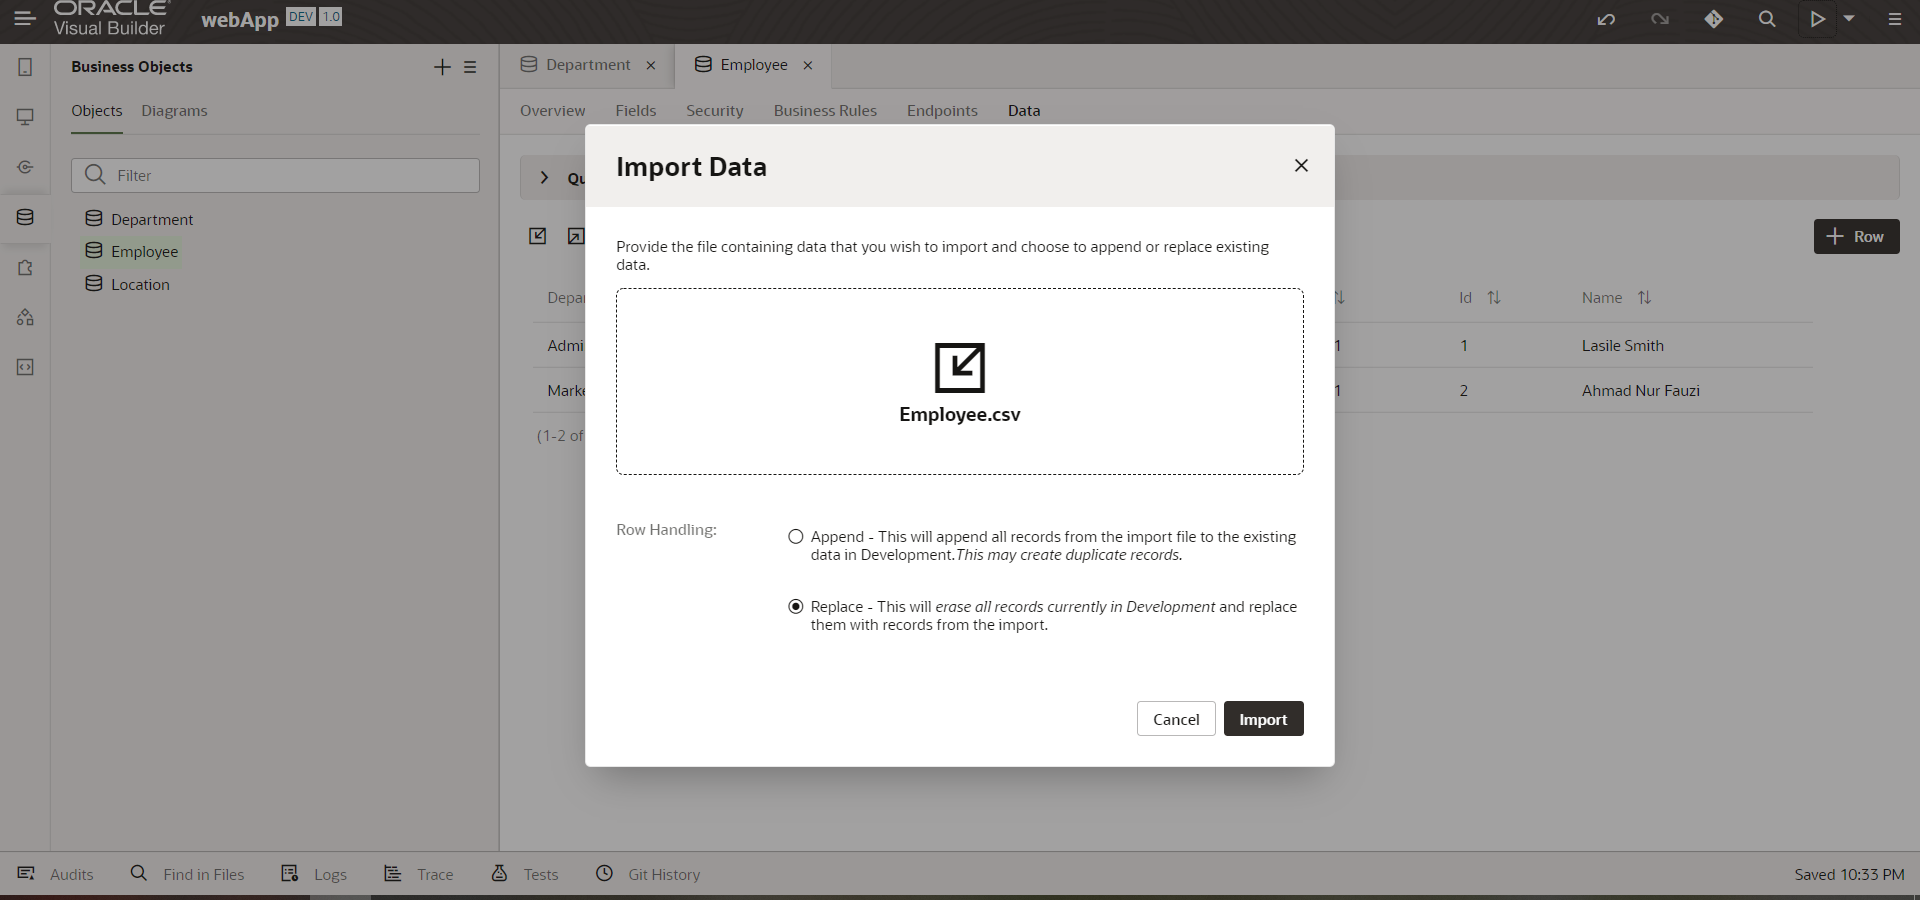 ORACLE
Visual Builder
webApp DEV 1.0
Business Objects
Objects Diagrams
Filter
Department
Employee
Location
Department Employee
Overview Fields Security Business Rules Endpoints Data
Row
Id Name
1 1 Lasile Smith
1 2 Ahmad Nur Fauzi
(1-2 of
Import Data
Provide the file containing data that you wish to import and choose to append or replace existing
data.
Employee.csv
Row Handling:
Append - This will append all records from the import file to the existing
data in Development.This may create duplicate records.
Replace - This will erase all records currently in Development and replace
them with records from the import.
Cancel Import
Audits Find in Files Logs Trace Tests Git History
Saved 10:33 PM